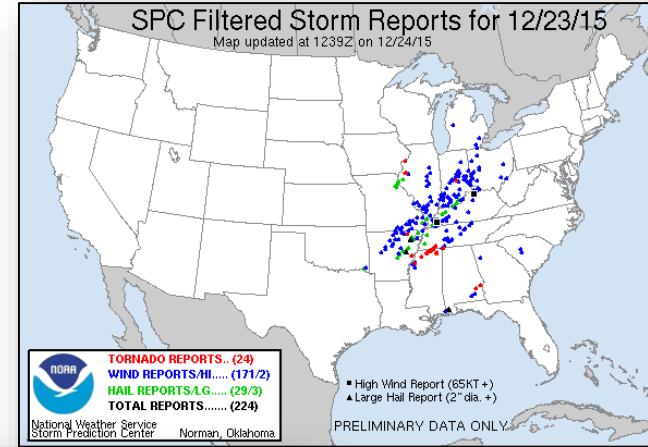 SPC Filtered Storm Reports for 12/23/15
Map updated at 1239Z on 12/24/15
NOAA
TORNADO REPORTS.. (24)
WIND REPORTS/HI..... (171/2)
HAIL REPORTS/LG..... (29/3)
TOTAL REPORTS....... (224)
National Weather Service
Storm Prediction Center Norman, Oklahoma
High Wind Report (65KT +)
Large Hail Report (2" dia. +)
PRELIMINARY DATA ONLY